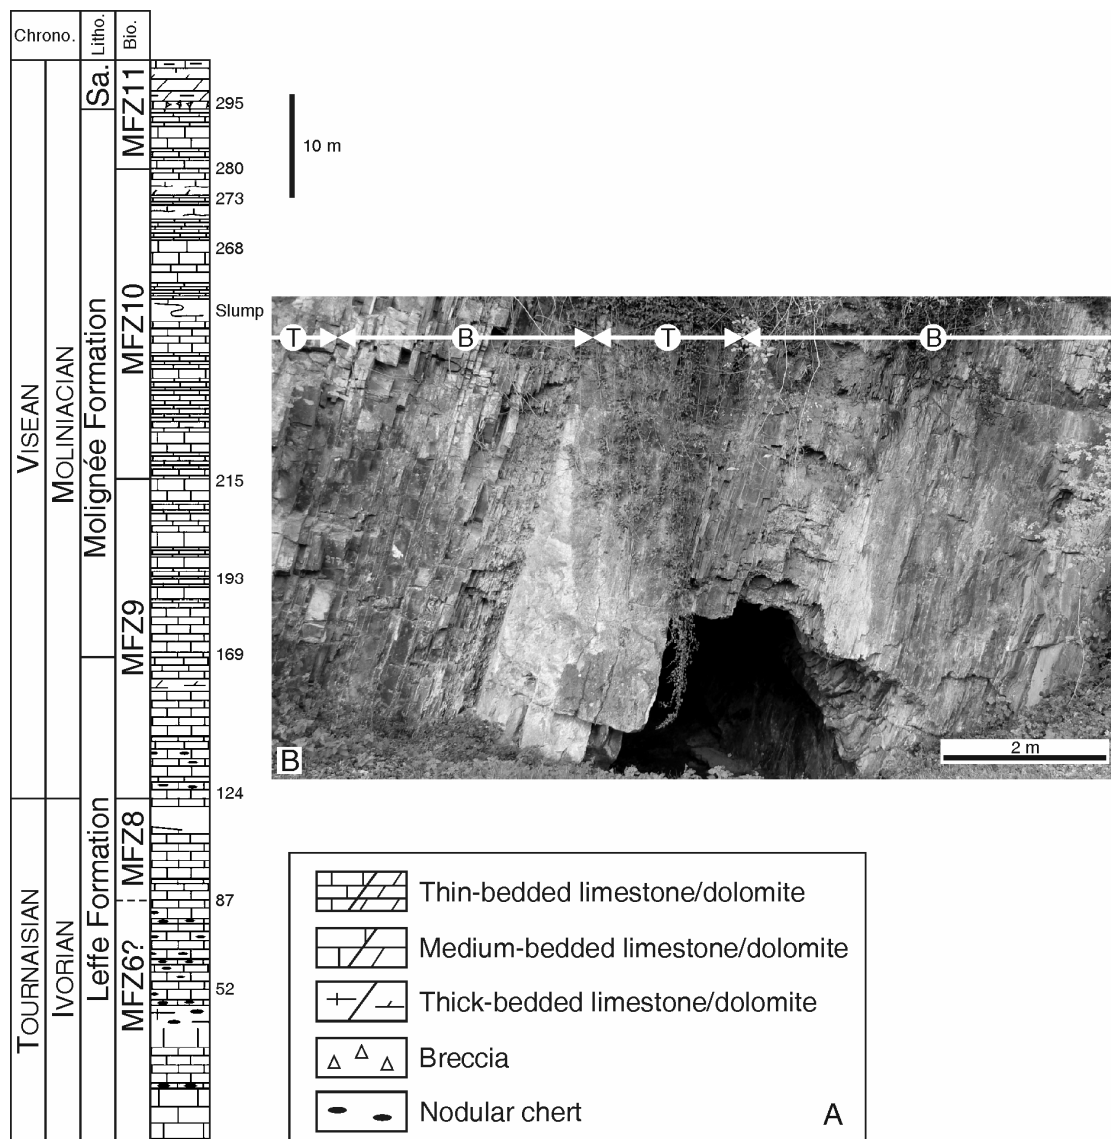 Chrono.
Litho.
Bio.
VISEAN
TOURNAISIAN
MOLINIACIAN
IVORIAN
Sa.
Molignée Formation
Leffe Formation
MFZ11
MFZ10
MFZ9
MFZ8
MFZ6?
295
280
273
268
Slump
215
193
169
124
87
52
10 m
T B T B
B
2 m
Thin-bedded limestone/dolomite
Medium-bedded limestone/dolomite
Thick-bedded limestone/dolomite
Breccia
Nodular chert
A